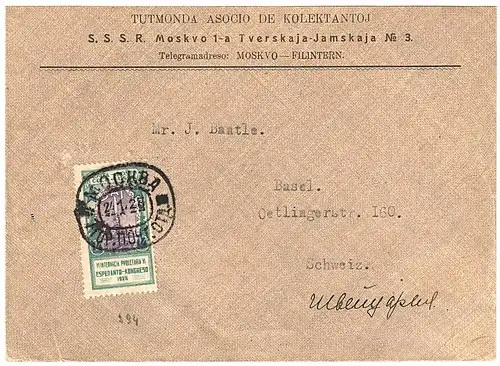 TUTMONDA ASOCIO DE KOLEKTANTOJ
S. S. S. R. Moskvo 1-a Tverskaja-Jamskaja № 3.
Telegramadreso: MOSKVO—FILINTERN.
Mr. J. Bantle.
МОСКВА
Basel.
Oetlingerstr. 160.
ESPERANTO-KONGRESO
1926
Schweiz.
Швейцария
294